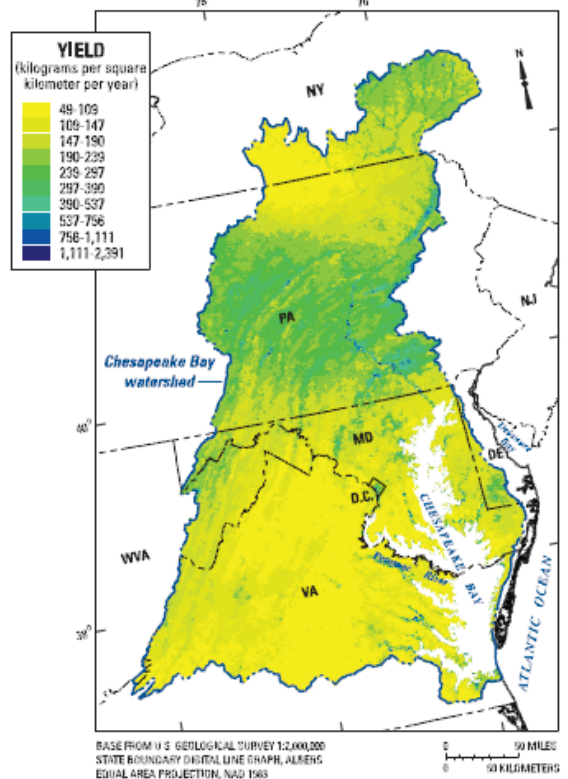 YIELD
(kilograms per square
kilometer per year)
49-109
109-147
147-190
190-239
239-297
297-390
390-537
537-756
756-1,111
1,111-2,391
N
NY
PA
NJ
Chesapeake Bay
watershed
MD
DE
D.C.
WVA
VA
CHESAPEAKE BAY
Potomac River
ATLANTIC OCEAN
BASE FROM U S GEOLOGICAL SURVEY 1:2,000,000
STATE BOUNDARY DIGITAL LINE GRAPH, ALBERS
EQUAL AREA PROJECTION, NAD 1983
0 50 MILES
0 50 KILOMETERS